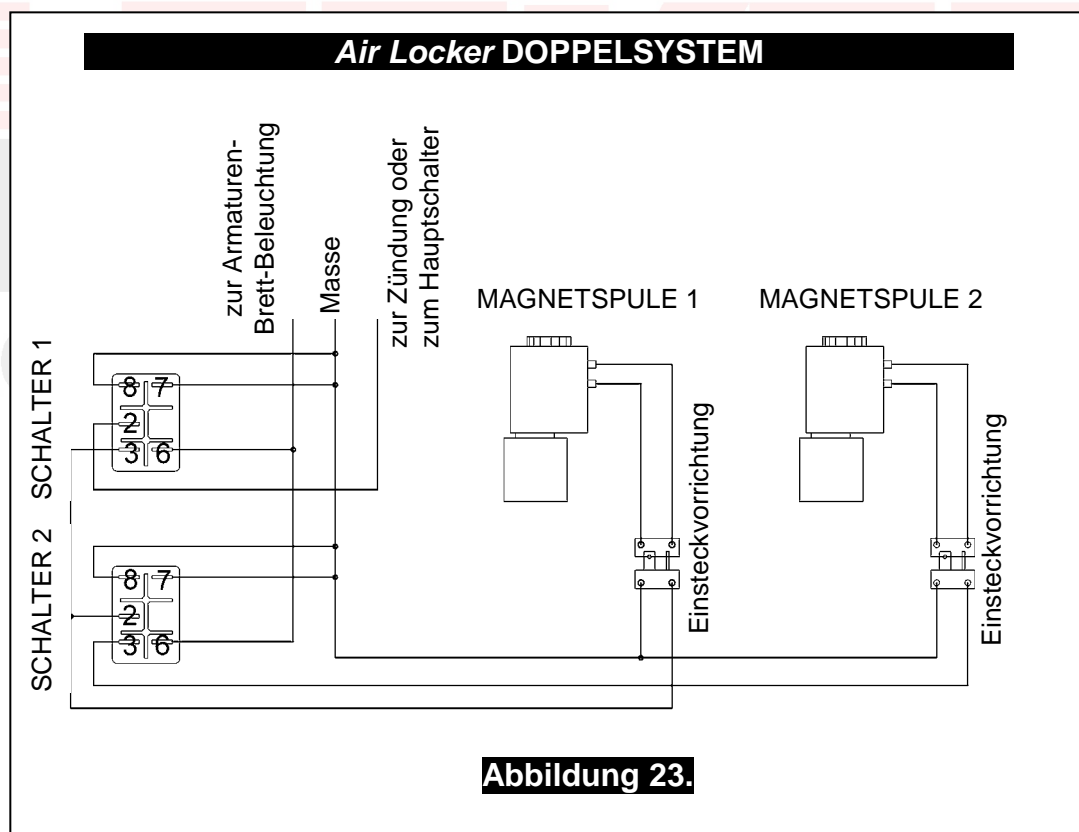 Air Locker DOPPELSYSTEM
zur Armaturen-
Brett-Beleuchtung
Masse
zur Zündung oder
zum Hauptschalter
MAGNETSPULE 1
MAGNETSPULE 2
SCHALTER 1
8 7
2
3 6
SCHALTER 2
8 7
2
3 6
Einsteckvorrichtung
Einsteckvorrichtung
Abbildung 23.